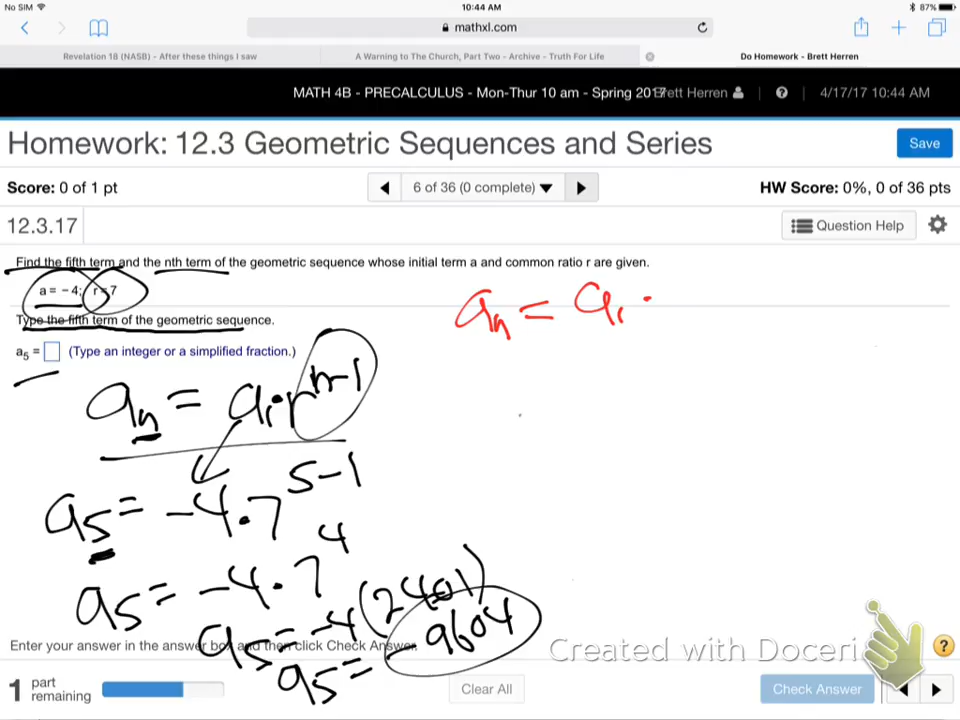 No SIM 10:44 AM 87%
mathxl.com
Revelation 18 (NASB) - After these things I saw A Warning to The Church, Part Two - Archive - Truth For Life Do Homework - Brett Herren
MATH 4B - PRECALCULUS - Mon-Thur 10 am - Spring 2017 Brett Herren ? 4/17/17 10:44 AM
Homework: 12.3 Geometric Sequences and Series Save
Score: 0 of 1 pt 6 of 36 (0 complete) HW Score: 0%, 0 of 36 pts
12.3.17 Question Help
Find the fifth term and the nth term of the geometric sequence whose initial term a and common ratio r are given.
a = − 4; r = 7
aₙ = a₁ ·
Type the fifth term of the geometric sequence.
a₅ = (Type an integer or a simplified fraction.)
aₙ = a₁·rⁿ⁻¹
a₅ = −4·7⁵⁻¹
a₅ = −4·7⁴
a₅ = −4(2401)
a₅ = −9604
Enter your answer in the answer box and then click Check Answer.
Created with Doceri
?
1 part remaining Clear All Check Answer